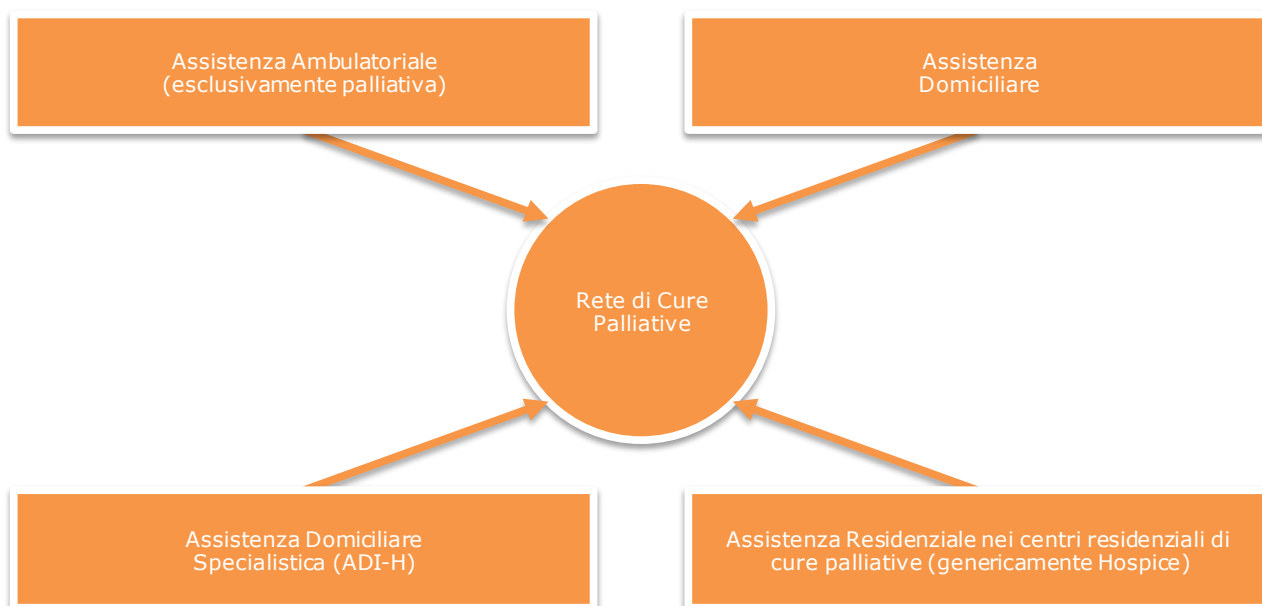 Assistenza Ambulatoriale
(esclusivamente palliativa)
Assistenza
Domiciliare
Rete di Cure
Palliative
Assistenza Domiciliare
Specialistica (ADI-H)
Assistenza Residenziale nei centri residenziali di
cure palliative (genericamente Hospice)